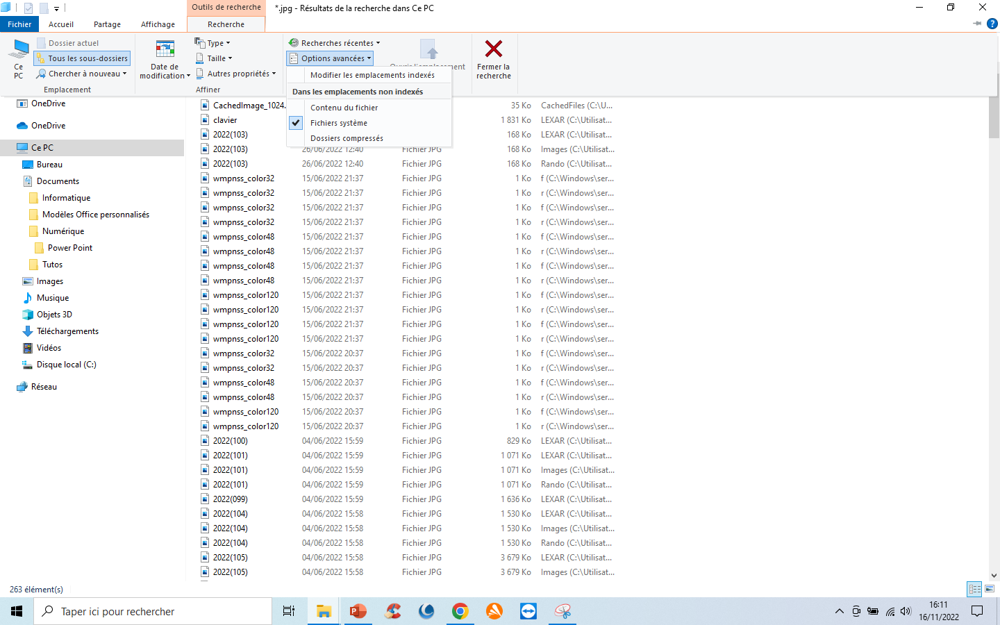 Outils de recherche
*.jpg - Résultats de la recherche dans Ce PC
Fichier
Accueil
Partage
Affichage
Recherche
Ce PC
Dossier actuel
Tous les sous-dossiers
Chercher à nouveau
Emplacement
Date de modification
Type
Taille
Autres propriétés
Affiner
Recherches récentes
Options avancées
Fermer la recherche
Modifier les emplacements indexés
Dans les emplacements non indexés
Contenu du fichier
Fichiers système
Dossiers compressés
OneDrive
OneDrive
Ce PC
Bureau
Documents
Informatique
Modèles Office personnalisés
Numérique
Power Point
Tutos
Images
Musique
Objets 3D
Téléchargements
Vidéos
Disque local (C:)
Réseau
CachedImage_1024. 35 Ko CachedFiles (C:\U...
clavier 1 831 Ko LEXAR (C:\Utilisat...
2022(103) 168 Ko LEXAR (C:\Utilisat...
2022(103) 26/06/2022 12:40 Fichier JPG 168 Ko Images (C:\Utilisat...
2022(103) 26/06/2022 12:40 Fichier JPG 168 Ko Rando (C:\Utilisat...
wmpnss_color32 15/06/2022 21:37 Fichier JPG 1 Ko f (C:\Windows\ser...
wmpnss_color32 15/06/2022 21:37 Fichier JPG 1 Ko r (C:\Windows\ser...
wmpnss_color32 15/06/2022 21:37 Fichier JPG 1 Ko f (C:\Windows\ser...
wmpnss_color32 15/06/2022 21:37 Fichier JPG 1 Ko r (C:\Windows\ser...
wmpnss_color48 15/06/2022 21:37 Fichier JPG 1 Ko f (C:\Windows\ser...
wmpnss_color48 15/06/2022 21:37 Fichier JPG 1 Ko r (C:\Windows\ser...
wmpnss_color48 15/06/2022 21:37 Fichier JPG 1 Ko f (C:\Windows\ser...
wmpnss_color48 15/06/2022 21:37 Fichier JPG 1 Ko r (C:\Windows\ser...
wmpnss_color120 15/06/2022 21:37 Fichier JPG 1 Ko f (C:\Windows\ser...
wmpnss_color120 15/06/2022 21:37 Fichier JPG 1 Ko r (C:\Windows\ser...
wmpnss_color120 15/06/2022 21:37 Fichier JPG 1 Ko f (C:\Windows\ser...
wmpnss_color120 15/06/2022 21:37 Fichier JPG 1 Ko r (C:\Windows\ser...
wmpnss_color32 15/06/2022 20:37 Fichier JPG 1 Ko f (C:\Windows\ser...
wmpnss_color32 15/06/2022 20:37 Fichier JPG 1 Ko r (C:\Windows\ser...
wmpnss_color48 15/06/2022 20:37 Fichier JPG 1 Ko f (C:\Windows\ser...
wmpnss_color48 15/06/2022 20:37 Fichier JPG 1 Ko r (C:\Windows\ser...
wmpnss_color120 15/06/2022 20:37 Fichier JPG 1 Ko f (C:\Windows\ser...
wmpnss_color120 15/06/2022 20:37 Fichier JPG 1 Ko r (C:\Windows\ser...
2022(100) 04/06/2022 15:59 Fichier JPG 829 Ko LEXAR (C:\Utilisat...
2022(101) 04/06/2022 15:59 Fichier JPG 1 071 Ko LEXAR (C:\Utilisat...
2022(101) 04/06/2022 15:59 Fichier JPG 1 071 Ko Images (C:\Utilisat...
2022(101) 04/06/2022 15:59 Fichier JPG 1 071 Ko Rando (C:\Utilisat...
2022(099) 04/06/2022 15:59 Fichier JPG 1 636 Ko LEXAR (C:\Utilisat...
2022(104) 04/06/2022 15:58 Fichier JPG 1 530 Ko LEXAR (C:\Utilisat...
2022(104) 04/06/2022 15:58 Fichier JPG 1 530 Ko Images (C:\Utilisat...
2022(104) 04/06/2022 15:58 Fichier JPG 1 530 Ko Rando (C:\Utilisat...
2022(105) 04/06/2022 15:58 Fichier JPG 3 679 Ko LEXAR (C:\Utilisat...
2022(105) 04/06/2022 15:58 Fichier JPG 3 679 Ko Images (C:\Utilisat...
263 élément(s)
Taper ici pour rechercher
16:11
16/11/2022